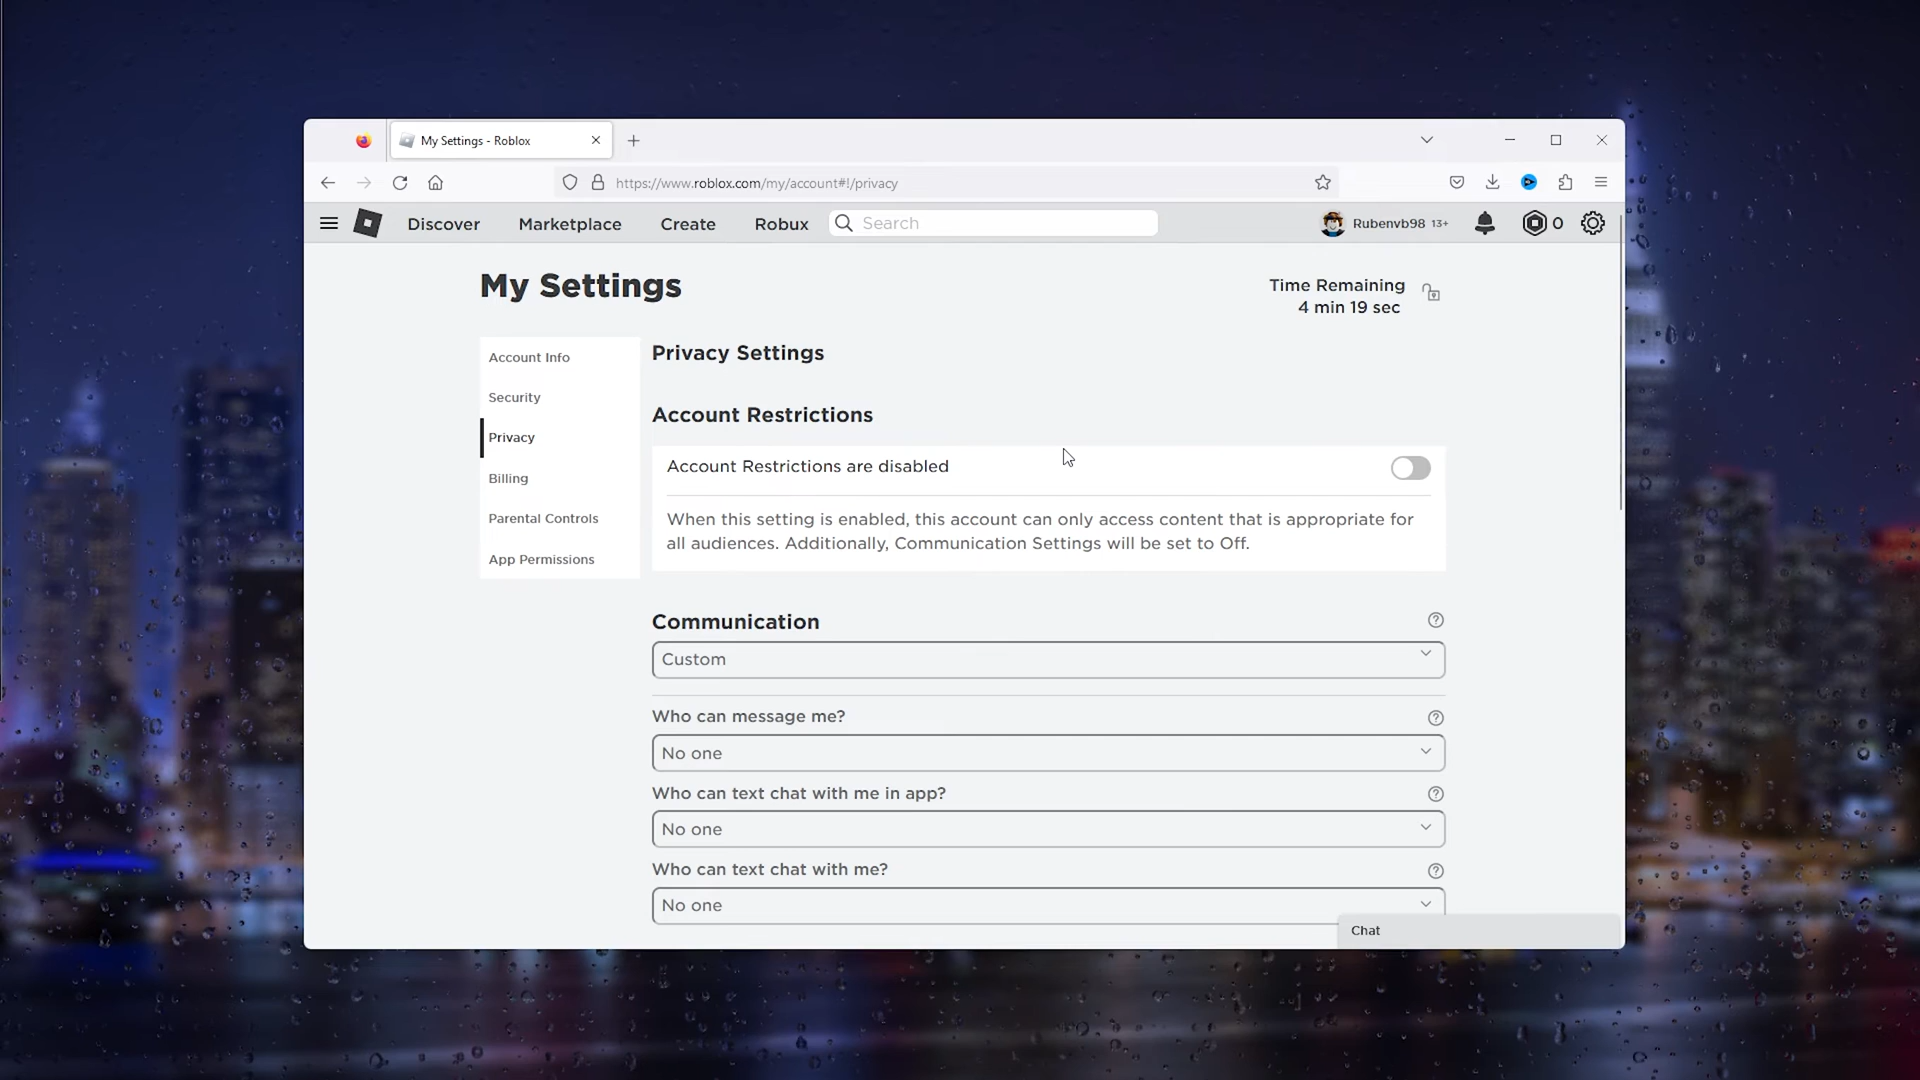 My Settings - Roblox
https://www.roblox.com/my/account#!/privacy
Discover
Marketplace
Create
Robux
Search
Rubenvb98 13+
0
My Settings
Time Remaining
4 min 19 sec
Account Info
Security
Privacy
Billing
Parental Controls
App Permissions
Privacy Settings
Account Restrictions
Account Restrictions are disabled
When this setting is enabled, this account can only access content that is appropriate for
all audiences. Additionally, Communication Settings will be set to Off.
Communication
Custom
Who can message me?
No one
Who can text chat with me in app?
No one
Who can text chat with me?
No one
Chat